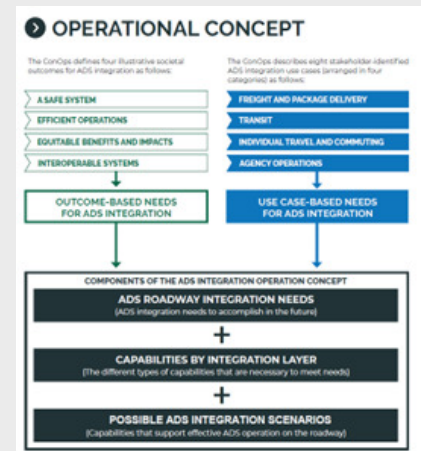 OPERATIONAL CONCEPT
The ConOps defines four illustrative societal
outcomes for ADS integration as follows:
A SAFE SYSTEM
EFFICIENT OPERATIONS
EQUITABLE BENEFITS AND IMPACTS
INTEROPERABLE SYSTEMS
OUTCOME-BASED NEEDS
FOR ADS INTEGRATION
The ConOps describes eight stakeholder-identified
ADS integration use cases (arranged in four
categories) as follows:
FREIGHT AND PACKAGE DELIVERY
TRANSIT
INDIVIDUAL TRAVEL AND COMMUTING
AGENCY OPERATIONS
USE CASE-BASED NEEDS
FOR ADS INTEGRATION
COMPONENTS OF THE ADS INTEGRATION OPERATION CONCEPT
ADS ROADWAY INTEGRATION NEEDS
(ADS integration needs to accomplish in the future)
+
CAPABILITIES BY INTEGRATION LAYER
(The different types of capabilities that are necessary to meet needs)
+
POSSIBLE ADS INTEGRATION SCENARIOS
(Capabilities that support effective ADS operation on the roadway)